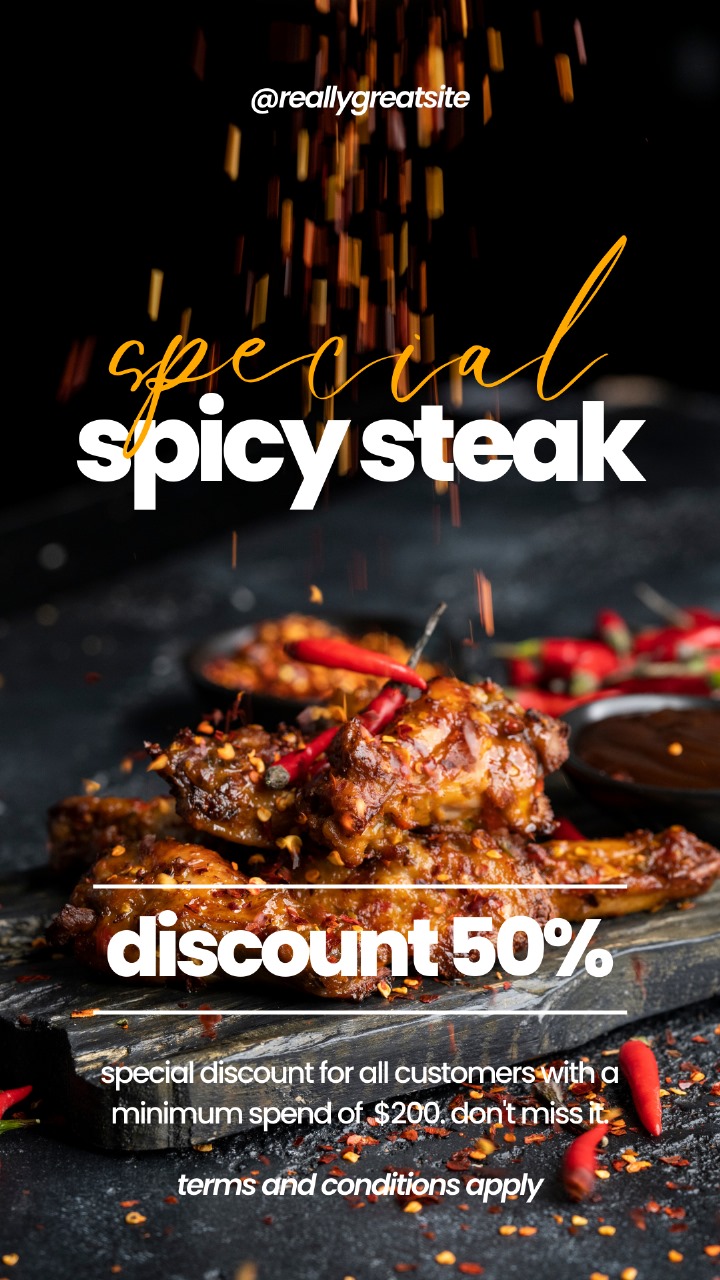 @reallygreatsite
special
spicy steak
discount 50%
special discount for all customers with a
minimum spend of $200. don't miss it.
terms and conditions apply